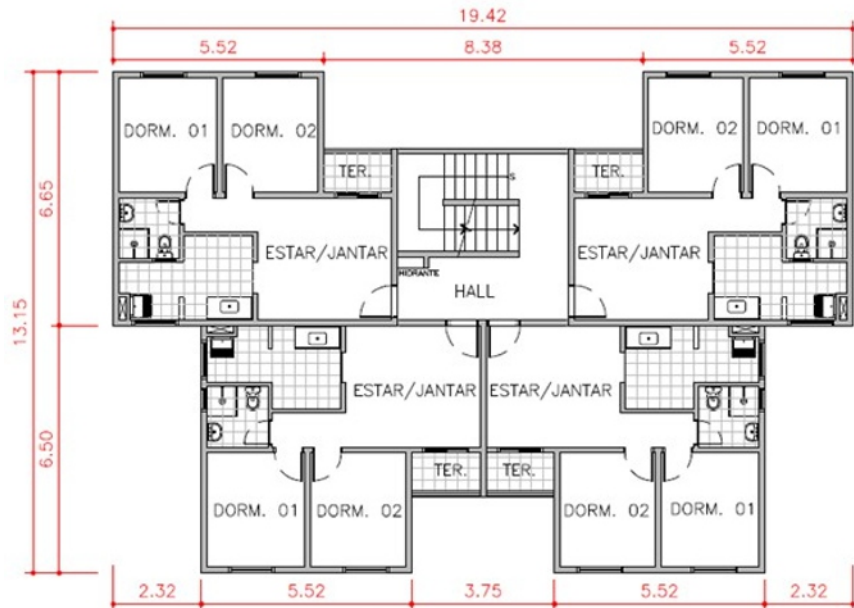 19.42
5.52 8.38 5.52
DORM. 01 DORM. 02 DORM. 02 DORM. 01
TER. TER.
S
6.65
ESTAR/JANTAR ESTAR/JANTAR
HIDRANTE
HALL
13.15
ESTAR/JANTAR ESTAR/JANTAR
6.50
TER. TER.
DORM. 01 DORM. 02 DORM. 02 DORM. 01
2.32 5.52 3.75 5.52 2.32